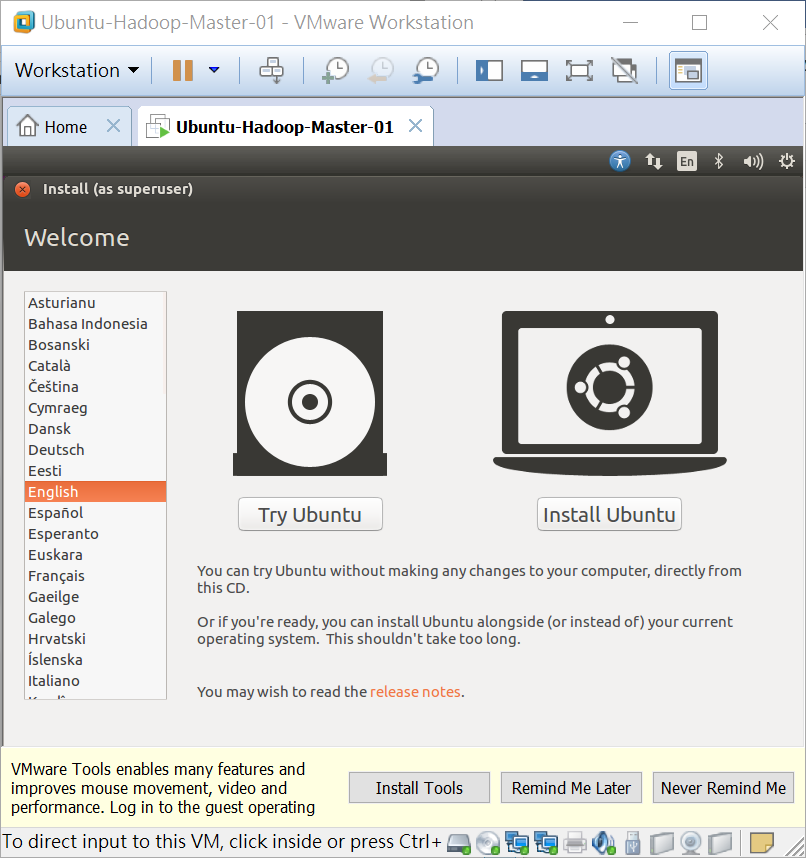 Ubuntu-Hadoop-Master-01 - VMware Workstation
Workstation
Home
Ubuntu-Hadoop-Master-01
En
Install (as superuser)
Welcome
Asturianu
Bahasa Indonesia
Bosanski
Català
Čeština
Cymraeg
Dansk
Deutsch
Eesti
English
Español
Esperanto
Euskara
Français
Gaeilge
Galego
Hrvatski
Íslenska
Italiano
Try Ubuntu
Install Ubuntu
You can try Ubuntu without making any changes to your computer, directly from
this CD.
Or if you're ready, you can install Ubuntu alongside (or instead of) your current
operating system. This shouldn't take too long.
You may wish to read the release notes.
VMware Tools enables many features and
improves mouse movement, video and
performance. Log in to the guest operating
Install Tools
Remind Me Later
Never Remind Me
To direct input to this VM, click inside or press Ctrl+